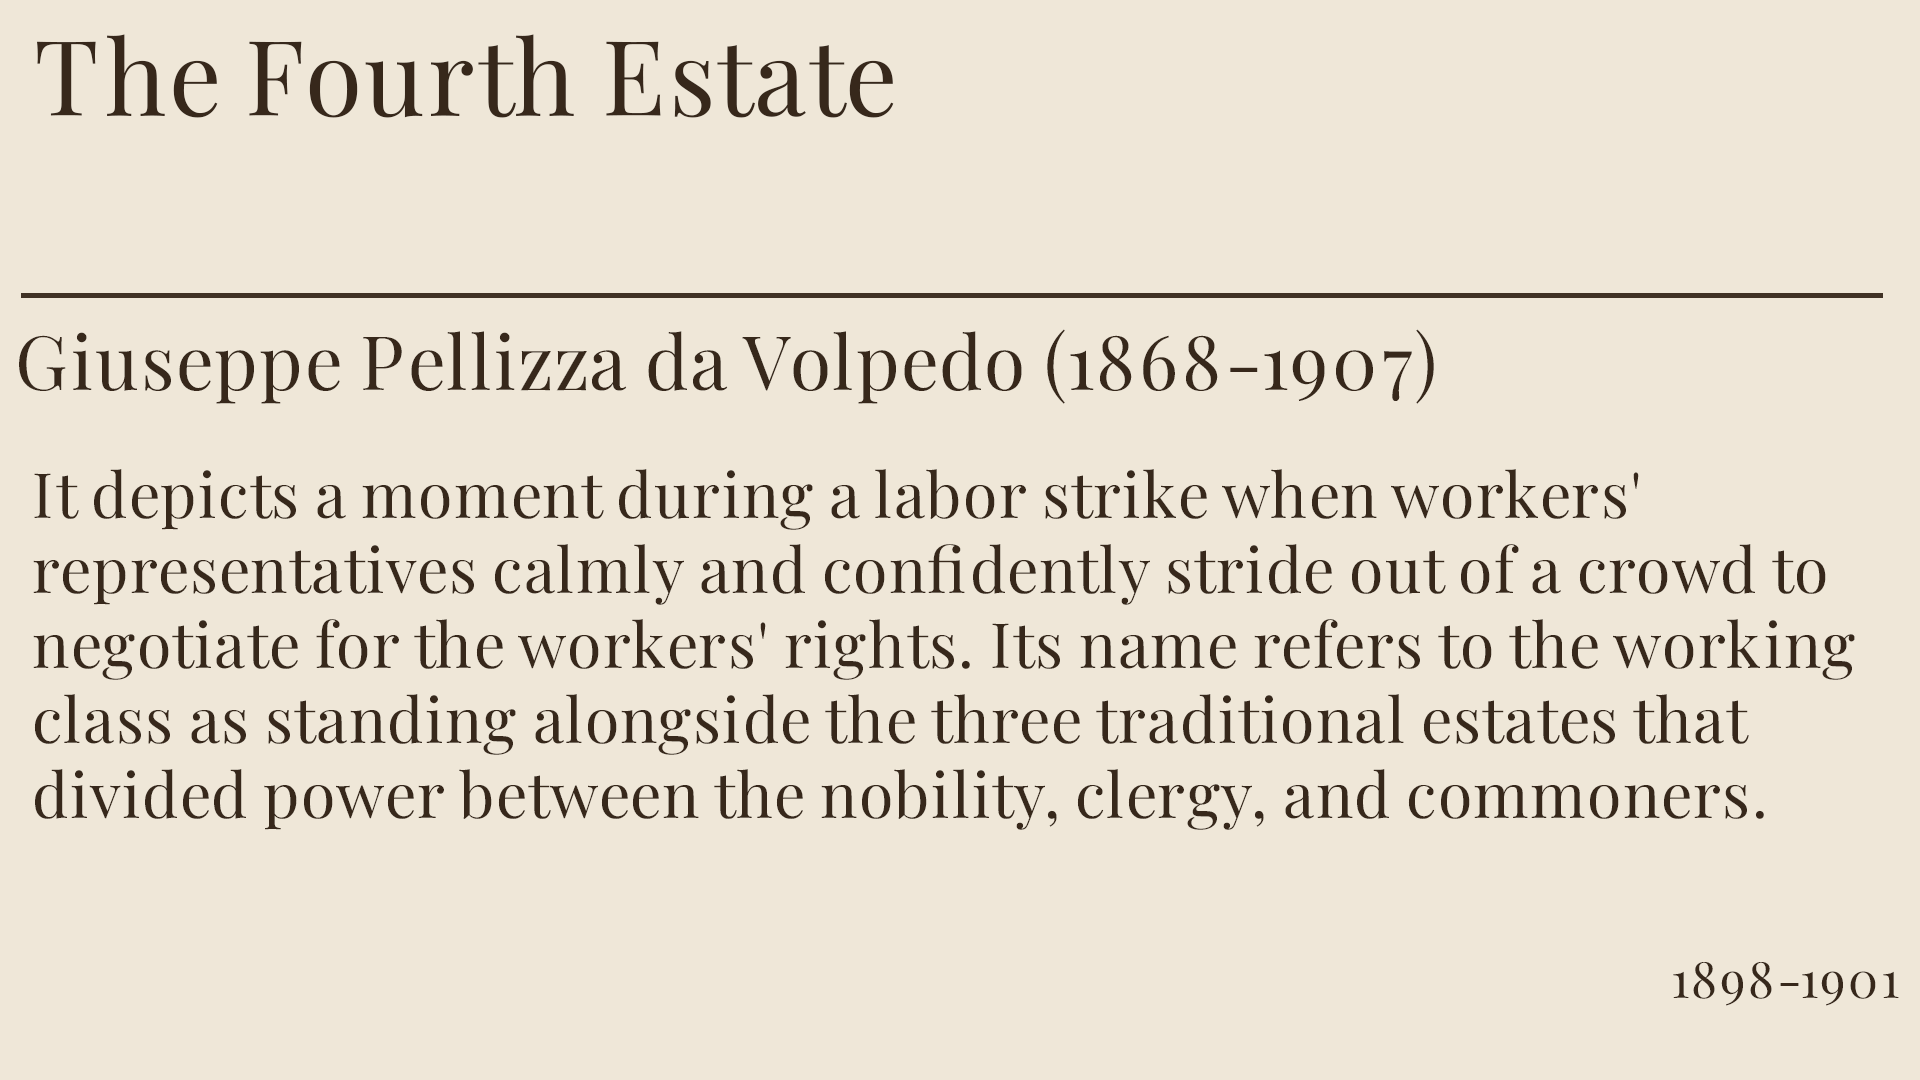 The Fourth Estate
Giuseppe Pellizza da Volpedo (1868-1907)
It depicts a moment during a labor strike when workers'
representatives calmly and confidently stride out of a crowd to
negotiate for the workers' rights. Its name refers to the working
class as standing alongside the three traditional estates that
divided power between the nobility, clergy, and commoners.
1898-1901